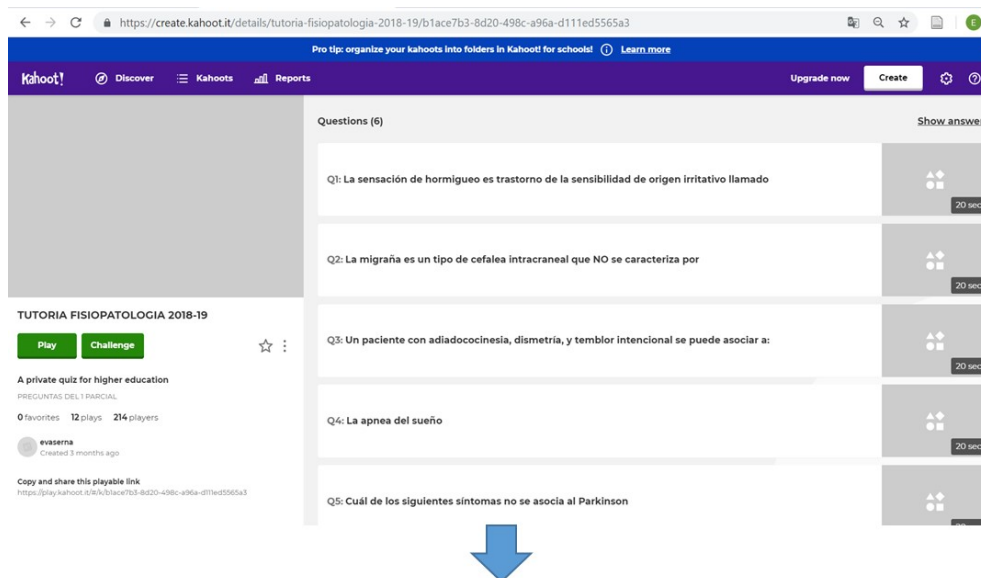 https://create.kahoot.it/details/tutoria-fisiopatologia-2018-19/b1ace7b3-8d20-498c-a96a-d111ed5565a3
E
Pro tip: organize your kahoots into folders in Kahoot! for schools! Learn more
Kahoot! Discover Kahoots Reports Upgrade now Create
Questions (6) Show answer
Q1: La sensación de hormigueo es trastorno de la sensibilidad de origen irritativo llamado
20 sec
Q2: La migraña es un tipo de cefalea intracraneal que NO se caracteriza por
20 sec
TUTORIA FISIOPATOLOGIA 2018-19
Play Challenge
A private quiz for higher education
PREGUNTAS DEL 1 PARCIAL
0 favorites 12 plays 214 players
evaserna
Created 3 months ago
Copy and share this playable link
https://play.kahoot.it/#/k/b1ace7b3-8d20-498c-a96a-d111ed5565a3
Q3: Un paciente con adiadococinesia, dismetría, y temblor intencional se puede asociar a:
20 sec
Q4: La apnea del sueño
20 sec
Q5: Cuál de los siguientes síntomas no se asocia al Parkinson